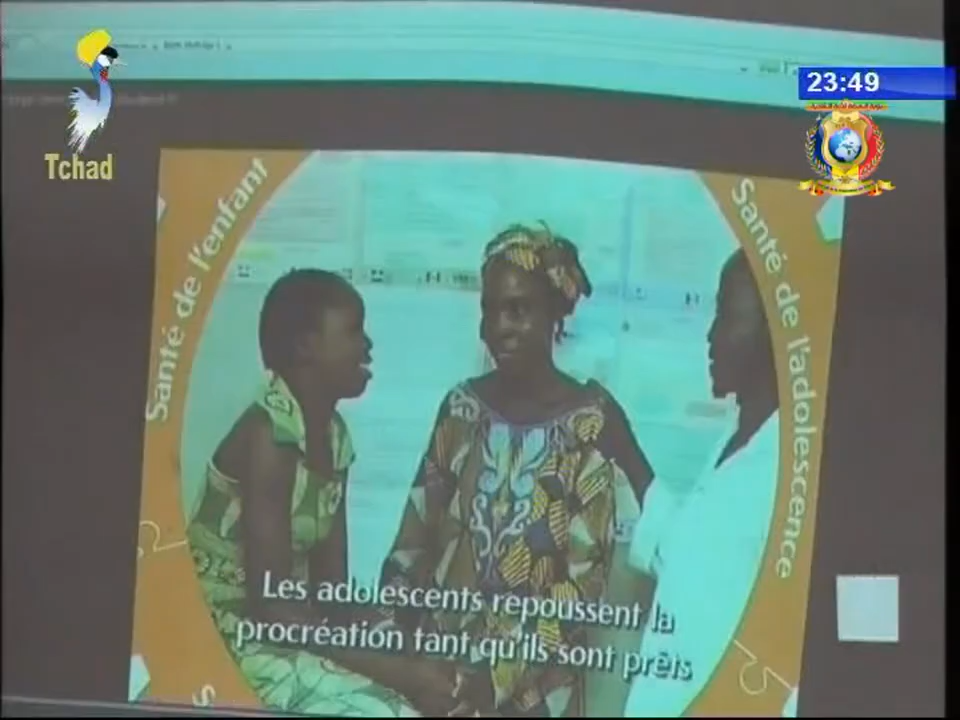 23:49
Tchad
Santé de l'enfant
Santé de l'adolescence
Les adolescents repoussent la
procréation tant qu'ils sont prêts